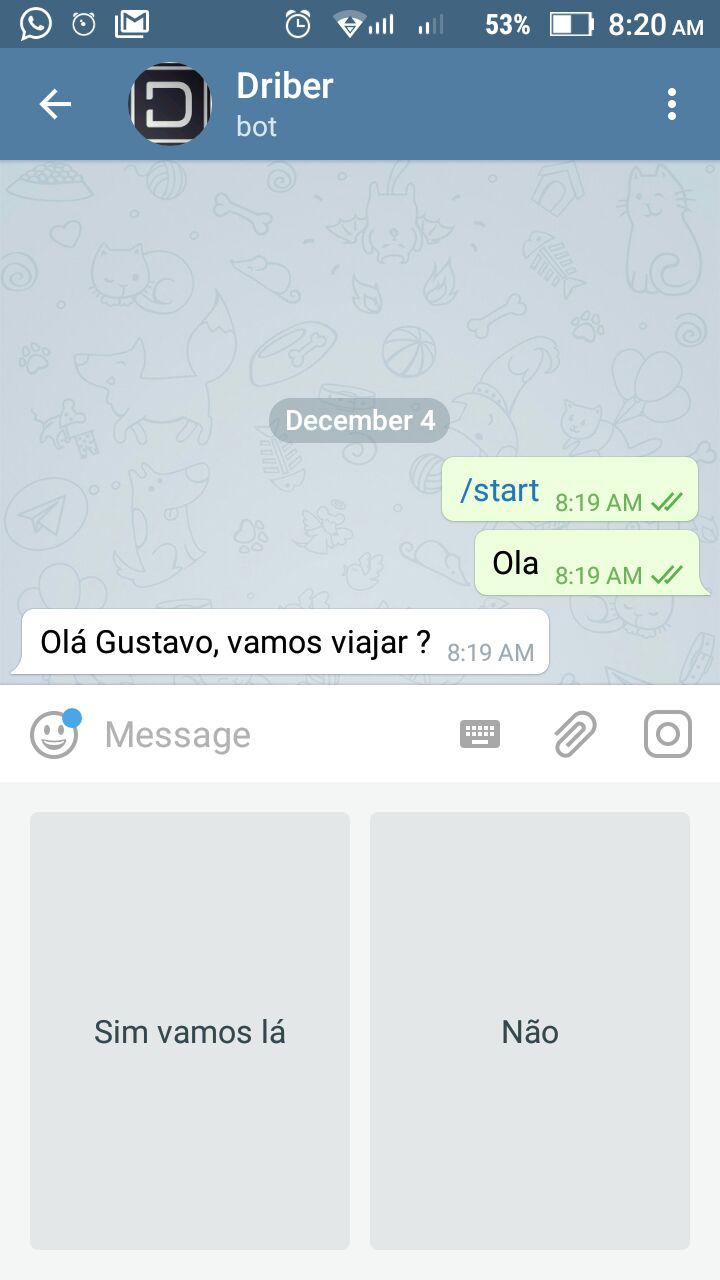 53% 8:20 AM
Driber
bot
December 4
/start 8:19 AM
Ola 8:19 AM
Olá Gustavo, vamos viajar ? 8:19 AM
Message
Sim vamos lá
Não